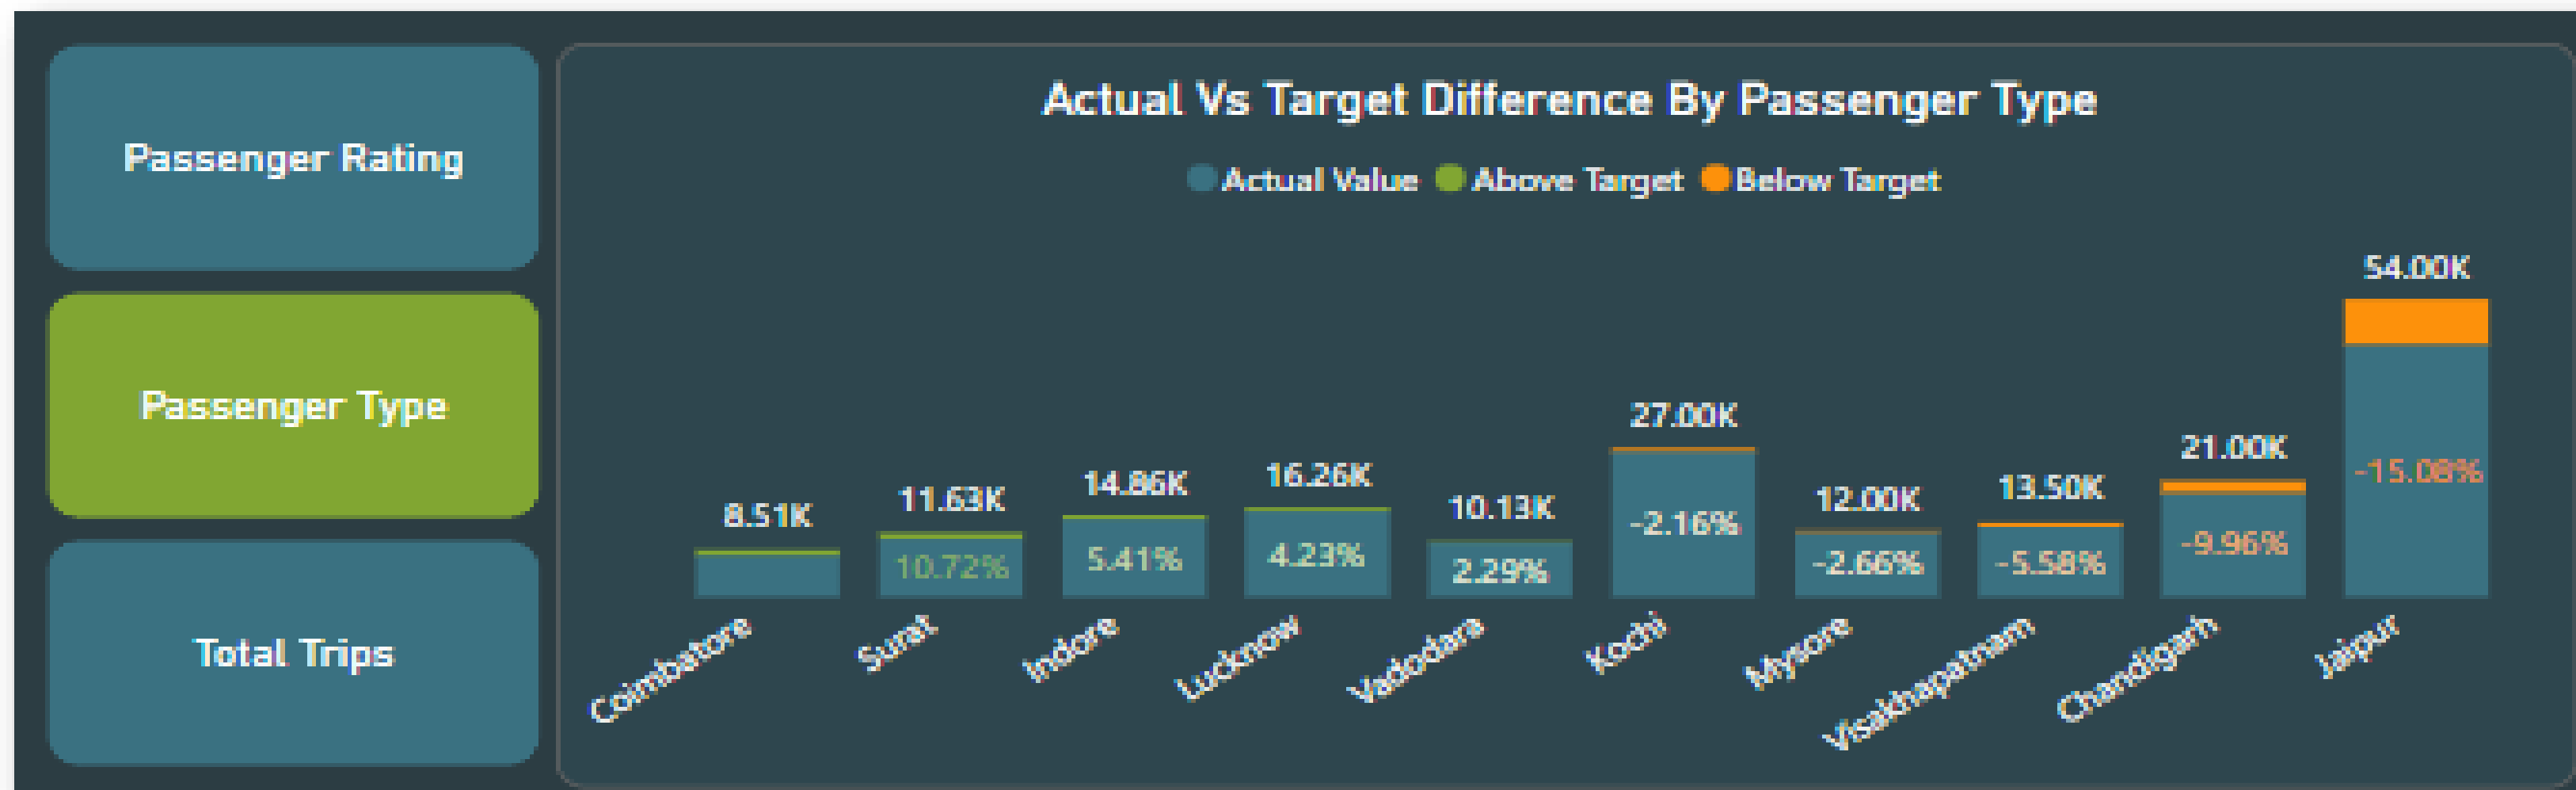 Passenger Rating
Passenger Type
Total Trips
Actual Vs Target Difference By Passenger Type
Actual Value Above Target Below Target
54.00K
27.00K
21.00K
16.26K
14.86K
13.50K
11.63K
12.00K
10.13K
8.51K
-15.08%
-2.16%
-9.96%
4.23%
5.41%
10.72%
2.29%
-2.66%
-5.58%
Coimbatore
Surat
Indore
Lucknow
Vadodara
Kochi
Mysore
Visakhapatnam
Chandigarh
Jaipur